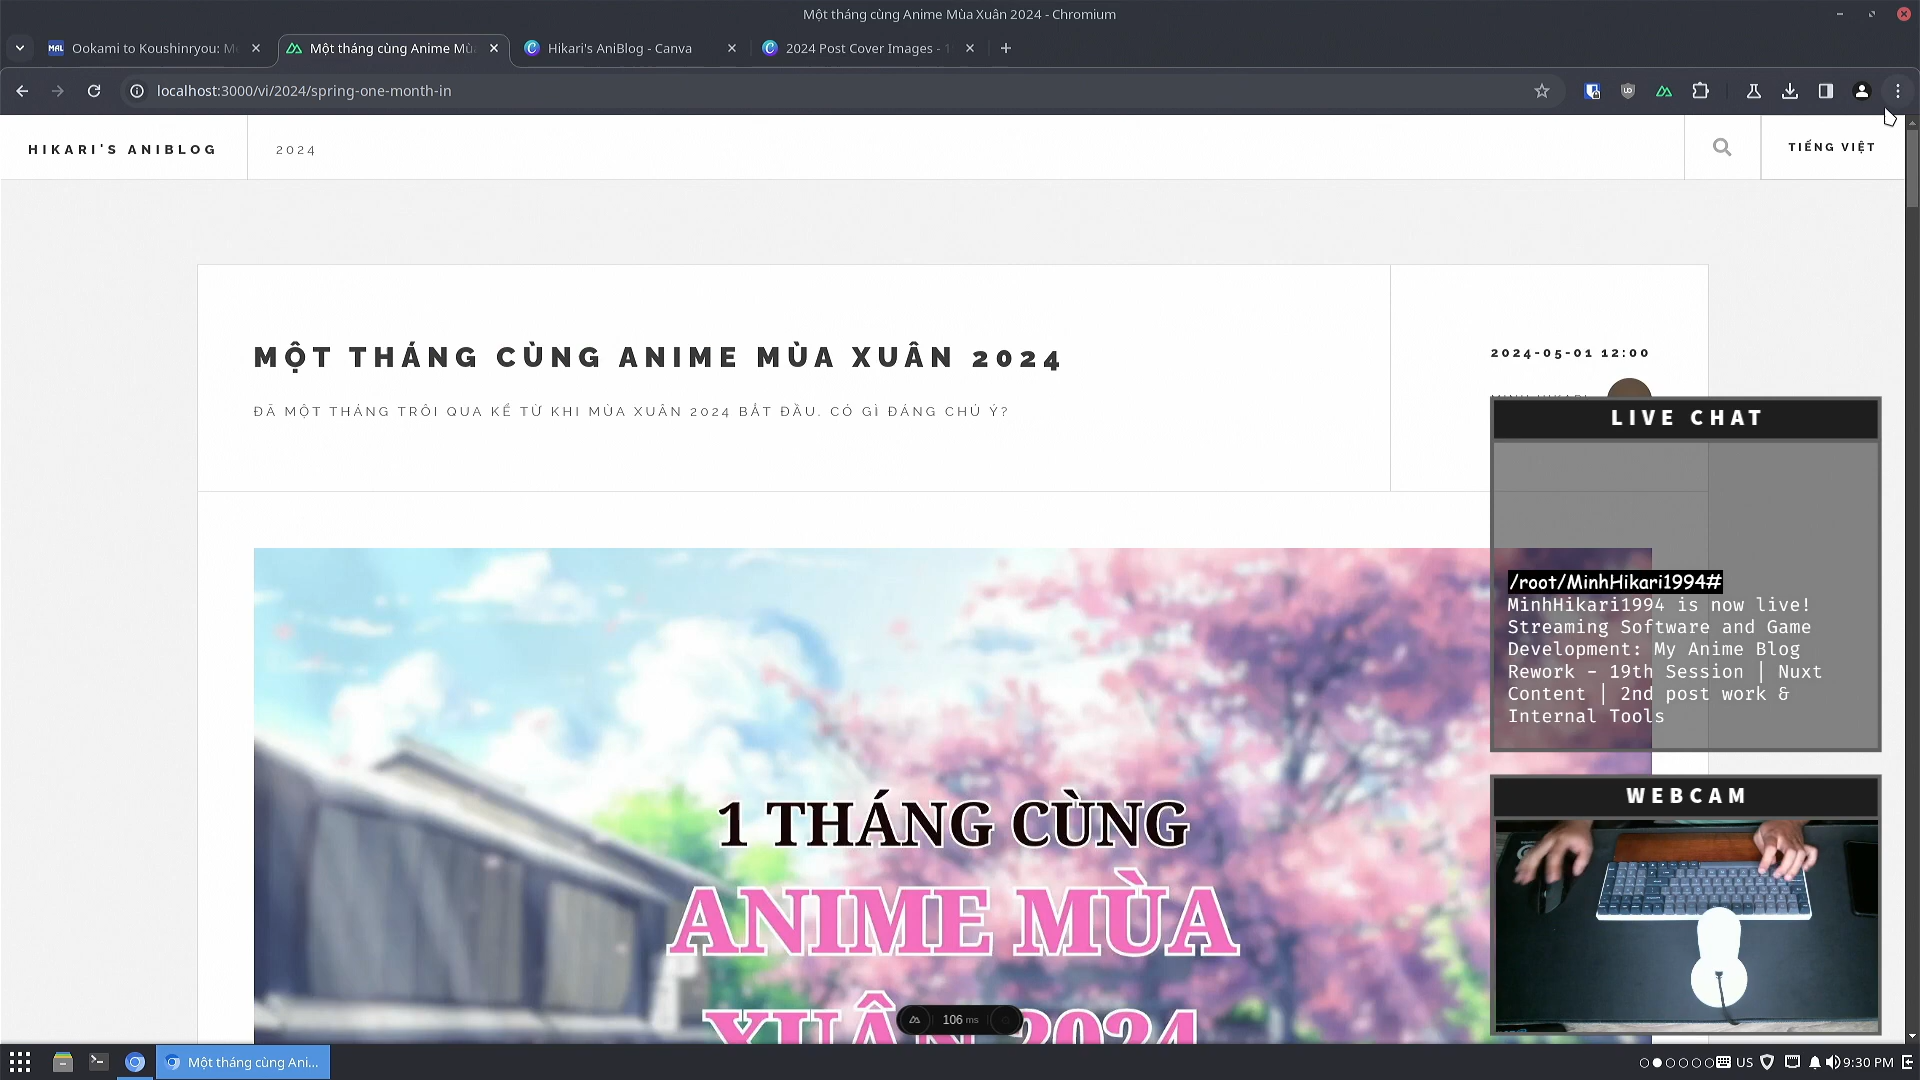 Một tháng cùng Anime Mùa Xuân 2024 - Chromium
MAL Ookami to Koushinryou:
Một tháng cùng Anime
Hikari's AniBlog - Canva
2024 Post Cover Images -
localhost:3000/vi/2024/spring-one-month-in
HIKARI'S ANIBLOG
2024
TIẾNG VIỆT
MỘT THÁNG CÙNG ANIME MÙA XUÂN 2024
ĐÃ MỘT THÁNG TRÔI QUA KỂ TỪ KHI MÙA XUÂN 2024 BẮT ĐẦU. CÓ GÌ ĐÁNG CHÚ Ý?
2024-05-01 12:00
LIVE CHAT
/root/MinhHikari1994#
MinhHikari1994 is now live!
Streaming Software and Game
Development: My Anime Blog
Rework - 19th Session | Nuxt
Content | 2nd post work &
Internal Tools
WEBCAM
1 THÁNG CÙNG
ANIME MÙA
XUÂN 2024
106 ms
Một tháng cùng Ani...
US
9:30 PM